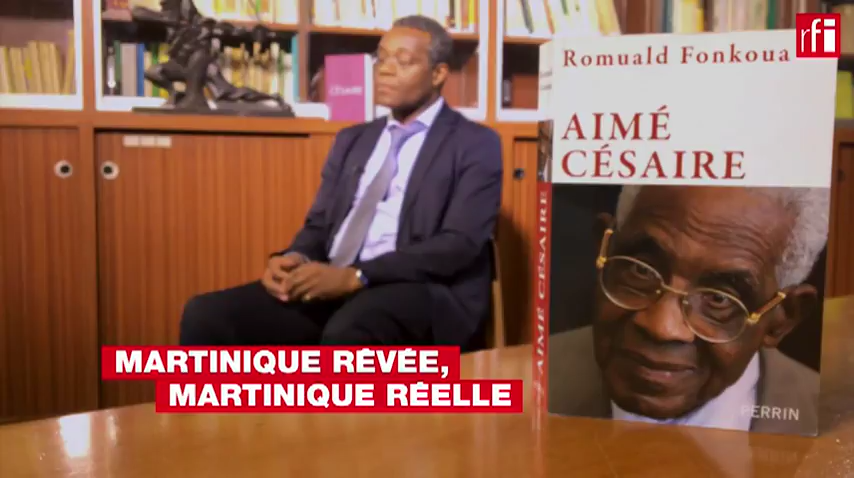 rfi
Romuald Fonkoua
AIMÉ
CÉSAIRE
AIMÉ CÉSAIRE
PERRIN
MARTINIQUE RÊVÉE,
MARTINIQUE RÉELLE